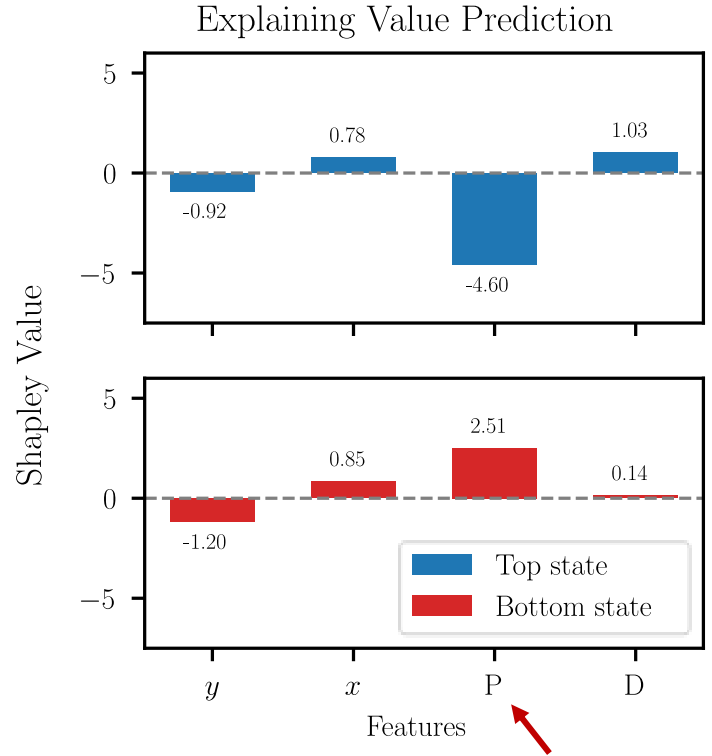 Explaining Value Prediction
5
0.78
1.03
0
-0.92
−5
-4.60
Shapley Value
5
2.51
0.85
0.14
0
-1.20
Top state
−5
Bottom state
y
x
P
D
Features